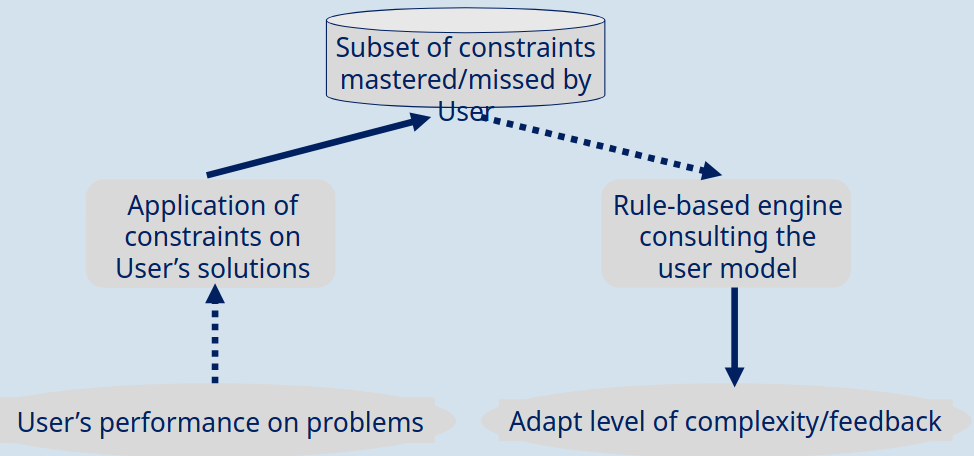 Subset of constraints
mastered/missed by
User
Application of
constraints on
User’s solutions
Rule-based engine
consulting the
user model
User’s performance on problems
Adapt level of complexity/feedback